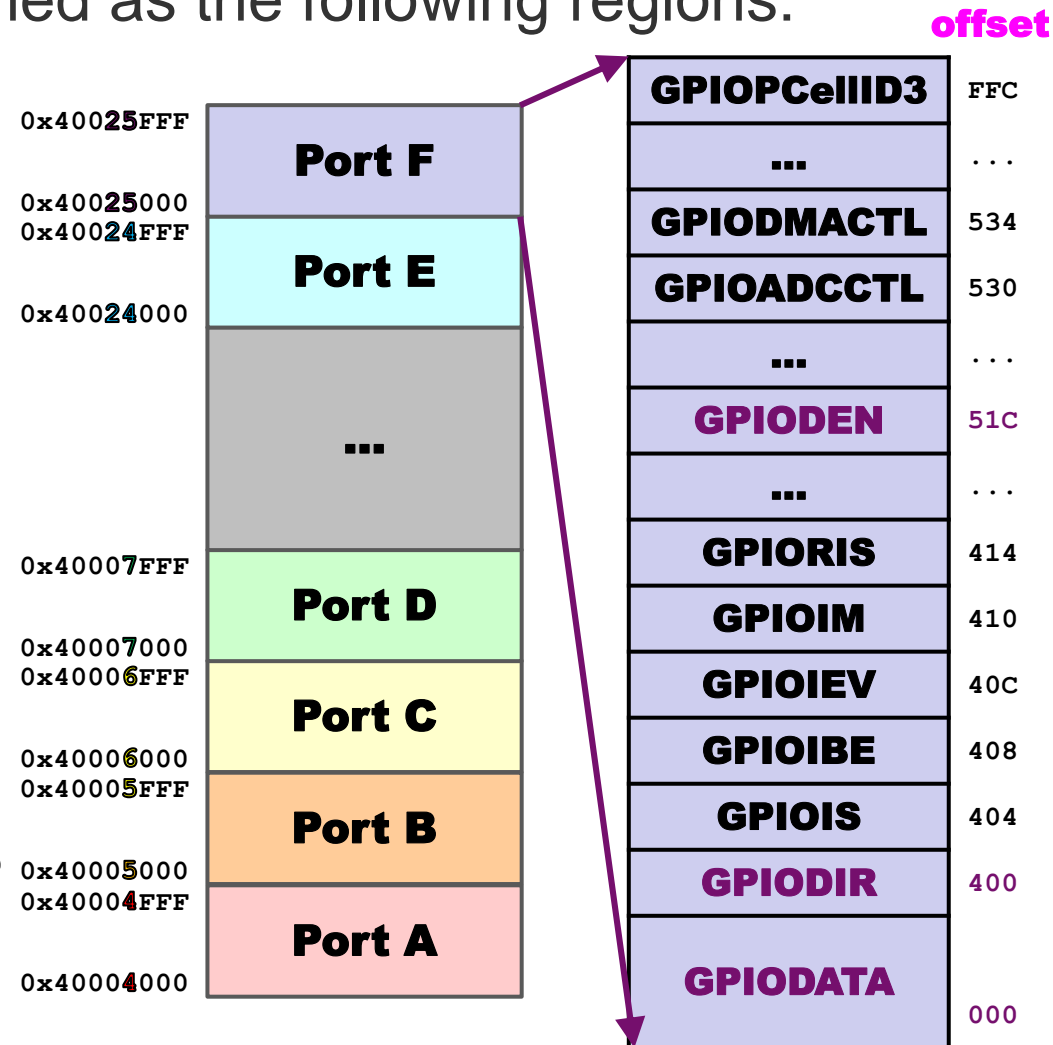 ned as the following regions.
offset
0x40025FFF
Port F
0x40025000
0x40024FFF
Port E
0x40024000
...
0x40007FFF
Port D
0x40007000
0x40006FFF
Port C
0x40006000
0x40005FFF
Port B
0x40005000
0x40004FFF
Port A
0x40004000
GPIOPCellID3 FFC
... ...
GPIODMACTL 534
GPIOADCCTL 530
... ...
GPIODEN 51C
... ...
GPIORIS 414
GPIOIM 410
GPIOIEV 40C
GPIOIBE 408
GPIOIS 404
GPIODIR 400
GPIODATA
000